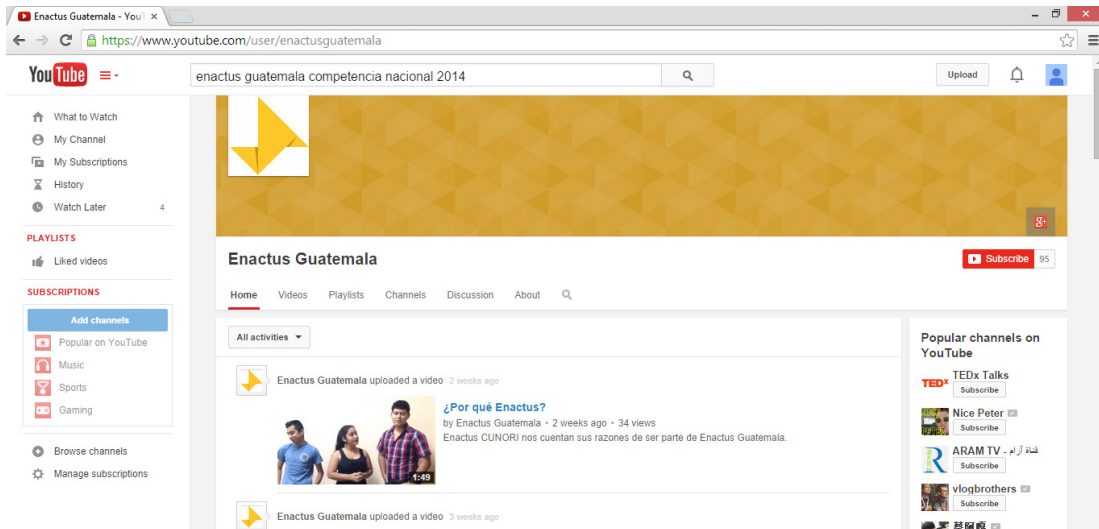 Enactus Guatemala - You
https://www.youtube.com/user/enactusguatemala
YouTube
enactus guatemala competencia nacional 2014
Upload
What to Watch
My Channel
My Subscriptions
History
Watch Later 4
PLAYLISTS
Liked videos
SUBSCRIPTIONS
Add channels
Popular on YouTube
Music
Sports
Gaming
Browse channels
Manage subscriptions
g+
Enactus Guatemala
Subscribe 95
Home Videos Playlists Channels Discussion About
All activities
Enactus Guatemala uploaded a video 2 weeks ago
¿Por qué Enactus?
by Enactus Guatemala • 2 weeks ago • 34 views
Enactus CUNORI nos cuentan sus razones de ser parte de Enactus Guatemala.
1:49
Enactus Guatemala uploaded a video 3 weeks ago
Popular channels on
YouTube
TEDx
TEDx Talks
Subscribe
Nice Peter
Subscribe
ARAM TV - قناة آرام
Subscribe
vlogbrothers
Subscribe
蔡阿嘎